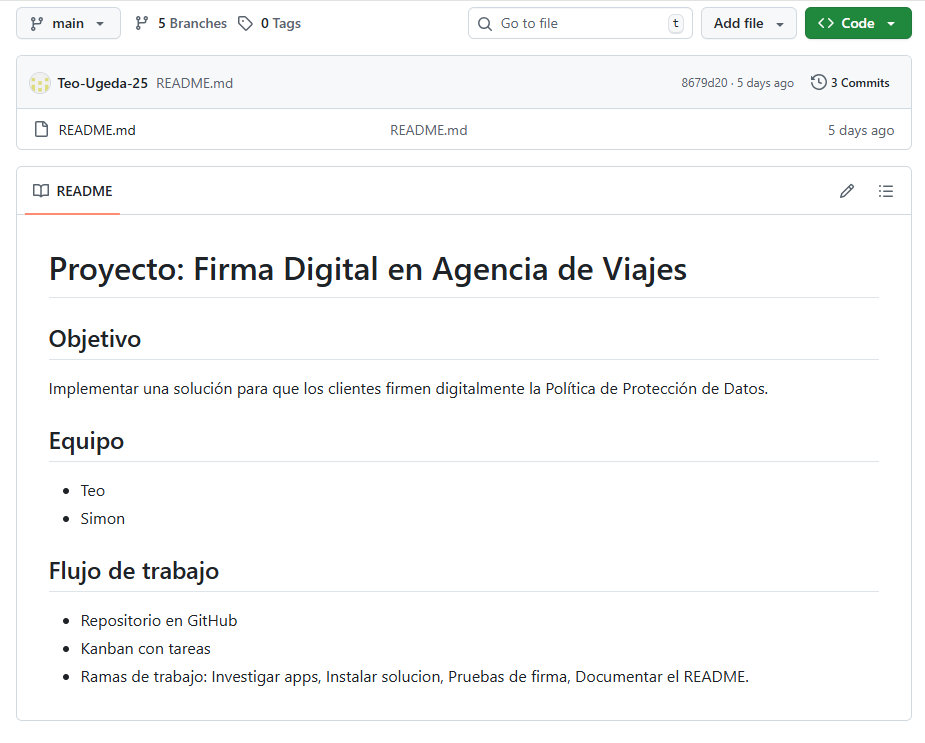 main 5 Branches 0 Tags Go to file t Add file Code
Teo-Ugeda-25 README.md 8679d20 · 5 days ago 3 Commits
README.md README.md 5 days ago
README
Proyecto: Firma Digital en Agencia de Viajes
Objetivo
Implementar una solución para que los clientes firmen digitalmente la Política de Protección de Datos.
Equipo
• Teo
• Simon
Flujo de trabajo
• Repositorio en GitHub
• Kanban con tareas
• Ramas de trabajo: Investigar apps, Instalar solucion, Pruebas de firma, Documentar el README.